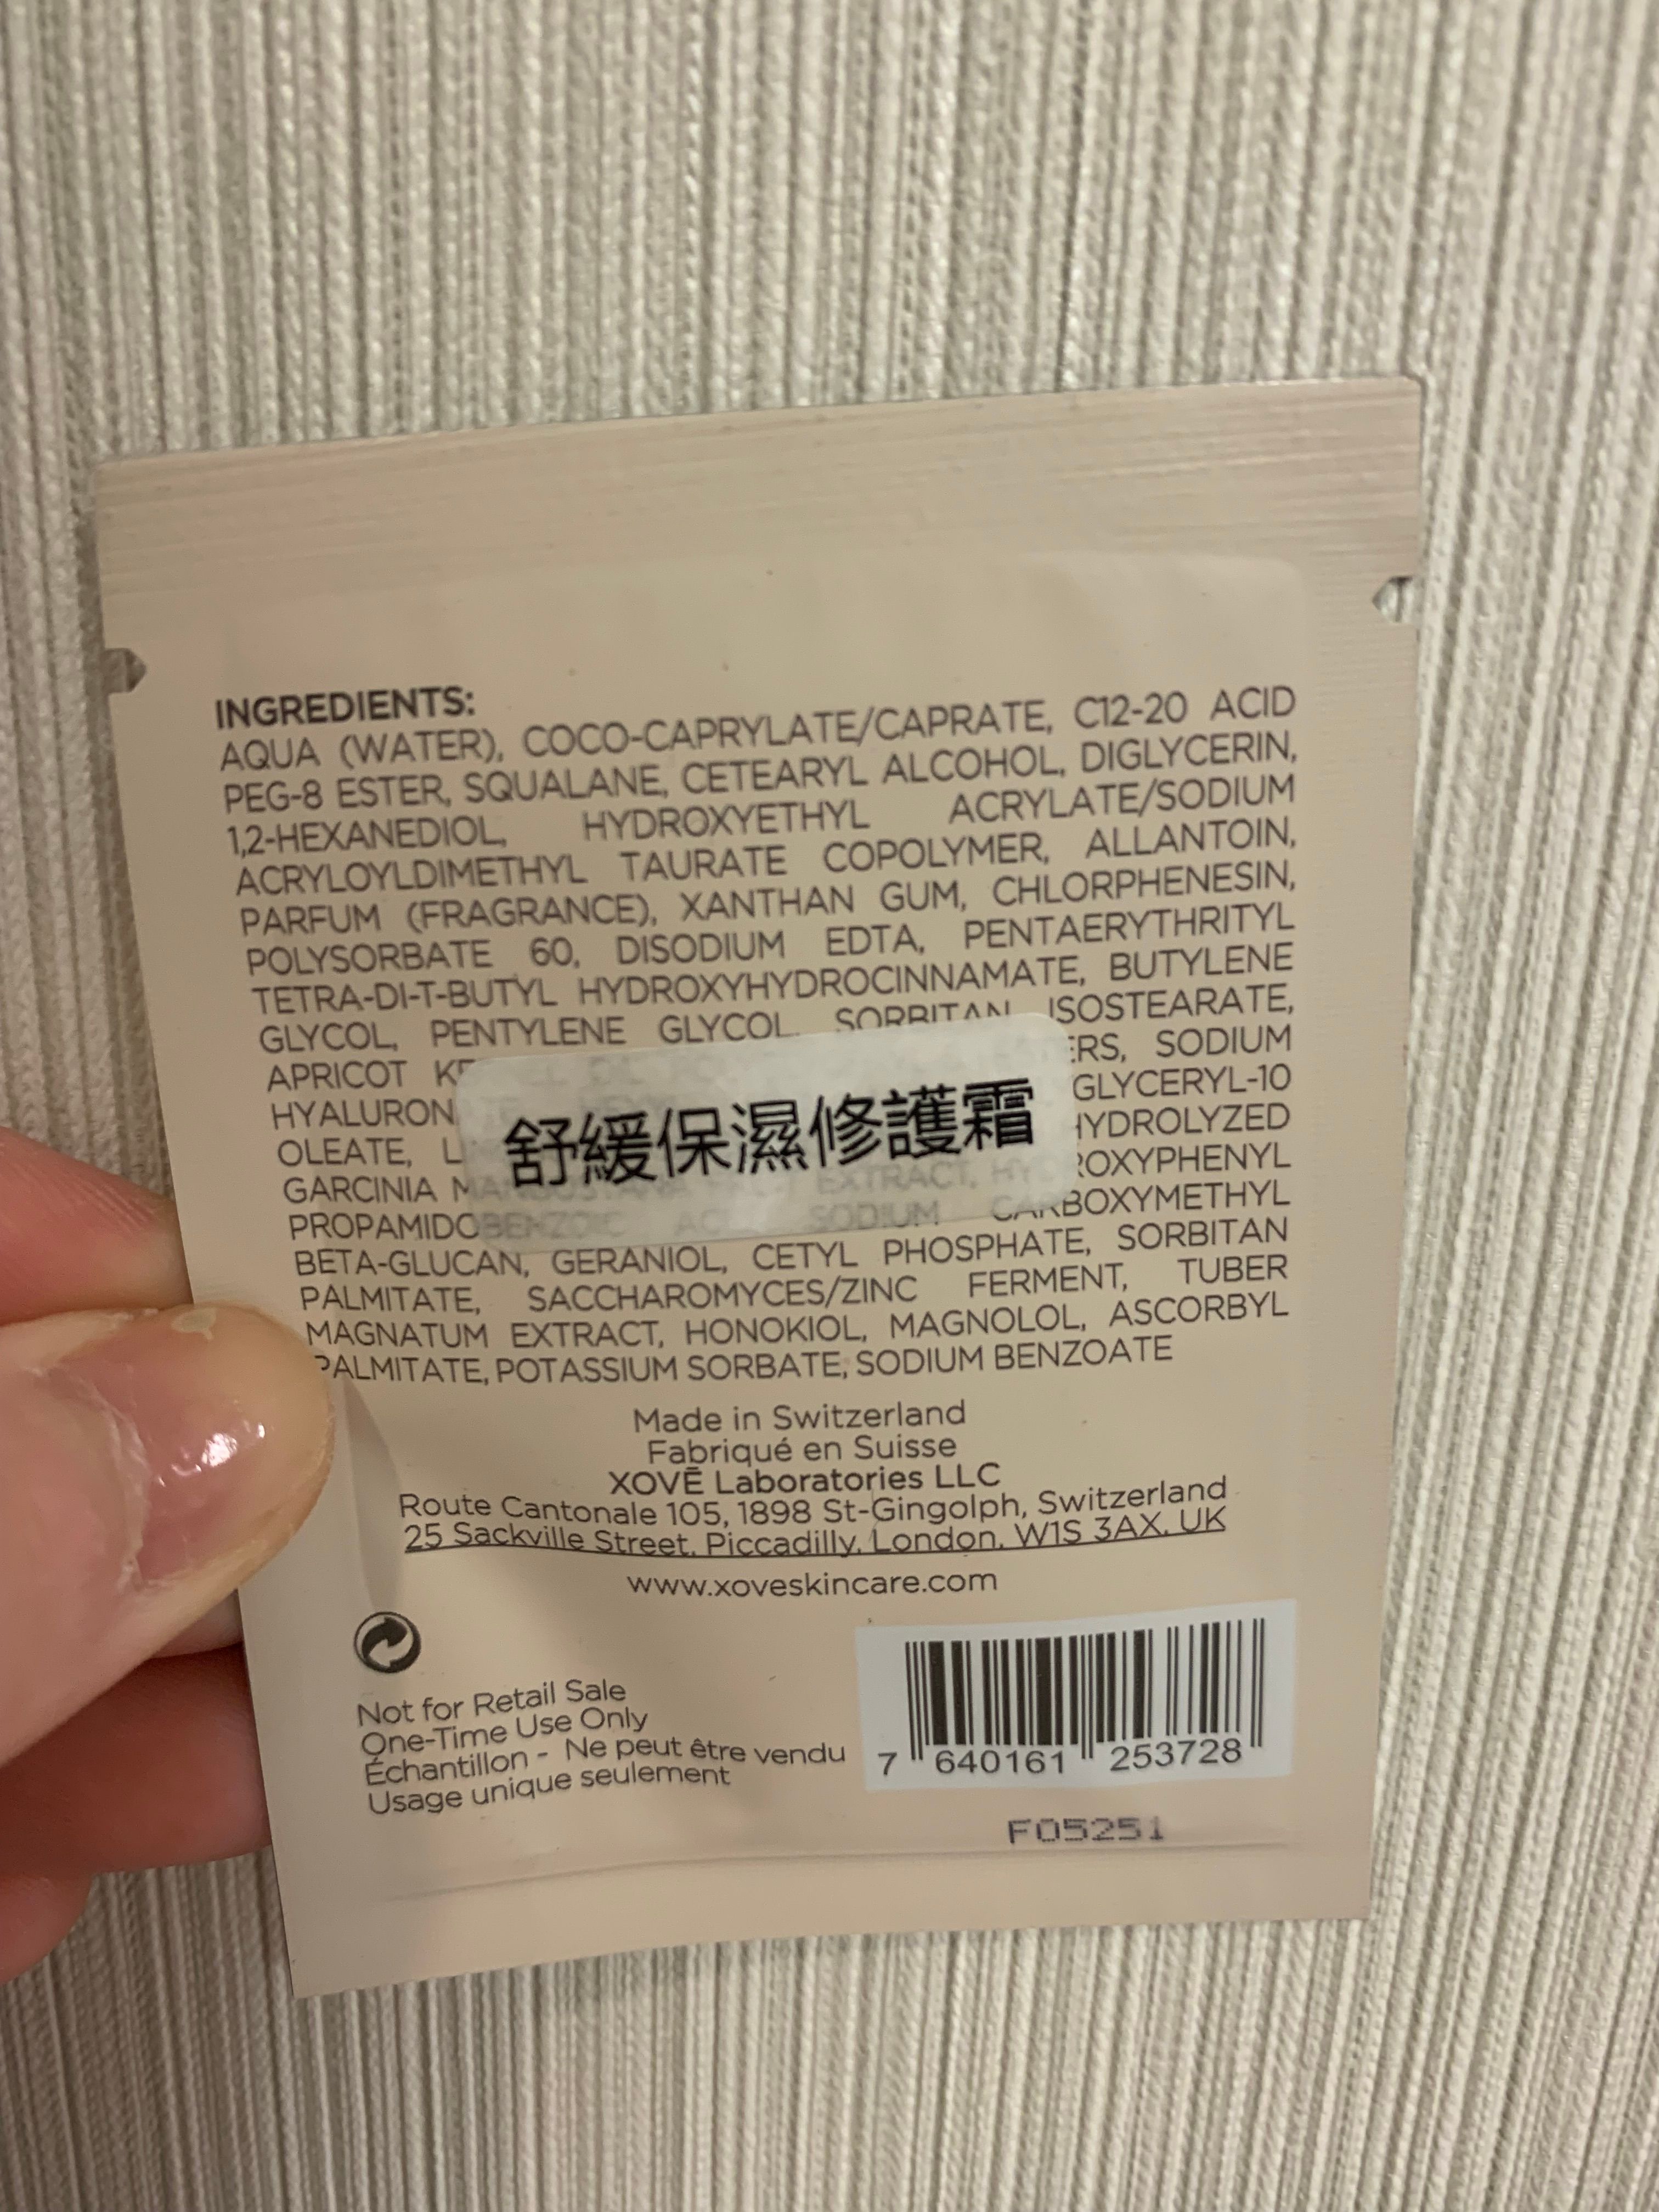 INGREDIENTS:
AQUA (WATER), COCO-CAPRYLATE/CAPRATE, C12-20 ACID
PEG-8 ESTER, SQUALANE, CETEARYL ALCOHOL, DIGLYCERIN,
1,2-HEXANEDIOL, HYDROXYETHYL ACRYLATE/SODIUM
ACRYLOYLDIMETHYL TAURATE COPOLYMER, ALLANTOIN,
PARFUM (FRAGRANCE), XANTHAN GUM, CHLORPHENESIN,
POLYSORBATE 60, DISODIUM EDTA, PENTAERYTHRITYL
TETRA-DI-T-BUTYL HYDROXYHYDROCINNAMATE, BUTYLENE
GLYCOL, PENTYLENE GLYCOL, SORBITAN ISOSTEARATE,
APRICOT SODIUM
GLYCERYL-10
OLEATE,
GARCINIA EXTRACT,
SODIUM CARBOXYMETHYL
BETA-GLUCAN, GERANIOL, CETYL PHOSPHATE, SORBITAN
PALMITATE, SACCHAROMYCES/ZINC FERMENT, TUBER
MAGNATUM EXTRACT, HONOKIOL, MAGNOLOL, ASCORBYL
PALMITATE, POTASSIUM SORBATE, SODIUM BENZOATE
舒緩保濕修護霜
Made in Switzerland
Fabriqué en Suisse
XOVĒ Laboratories LLC
Route Cantonale 105, 1898 St-Gingolph, Switzerland
25 Sackville Street, Piccadilly, London, W1S 3AX, UK
www.xoveskincare.com
Not for Retail Sale
One-Time Use Only
Échantillon - Ne peut être vendu
Usage unique seulement
7 640161 253728
F05251